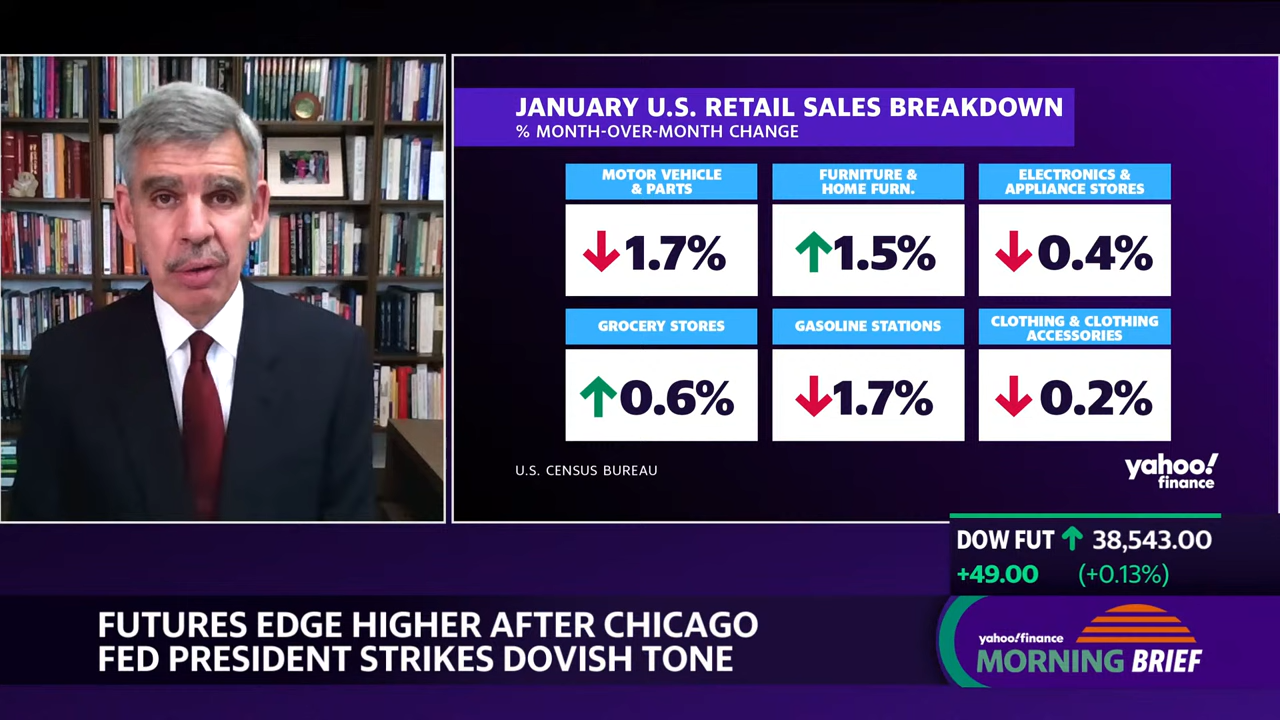 JANUARY U.S. RETAIL SALES BREAKDOWN
% MONTH-OVER-MONTH CHANGE
MOTOR VEHICLE
& PARTS
↓1.7%
FURNITURE &
HOME FURN.
↑1.5%
ELECTRONICS &
APPLIANCE STORES
↓0.4%
GROCERY STORES
↑0.6%
GASOLINE STATIONS
↓1.7%
CLOTHING & CLOTHING
ACCESSORIES
↓0.2%
U.S. CENSUS BUREAU
yahoo!
finance
DOW FUT ↑ 38,543.00
+49.00 (+0.13%)
FUTURES EDGE HIGHER AFTER CHICAGO
FED PRESIDENT STRIKES DOVISH TONE
yahoo!finance
MORNING BRIEF